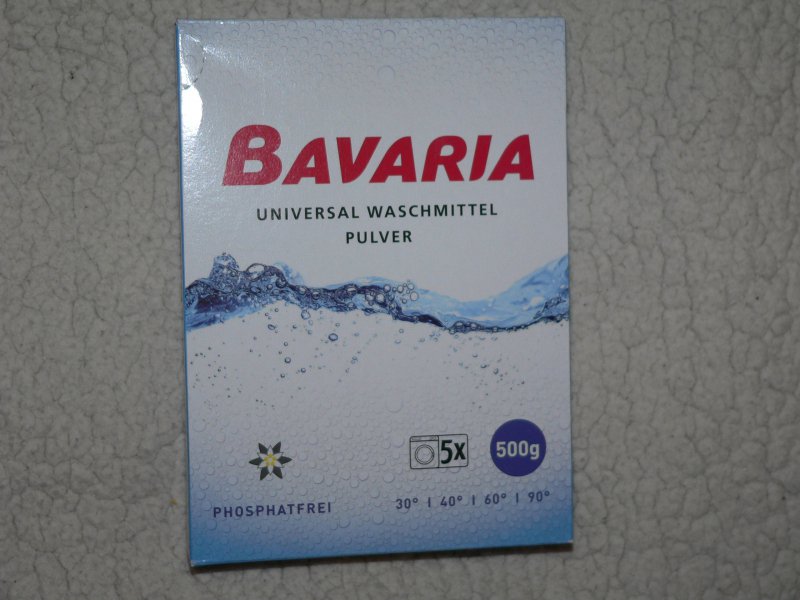 BAVARIA
UNIVERSAL WASCHMITTEL
PULVER
5x
500g
PHOSPHATFREI
30° | 40° | 60° | 90°